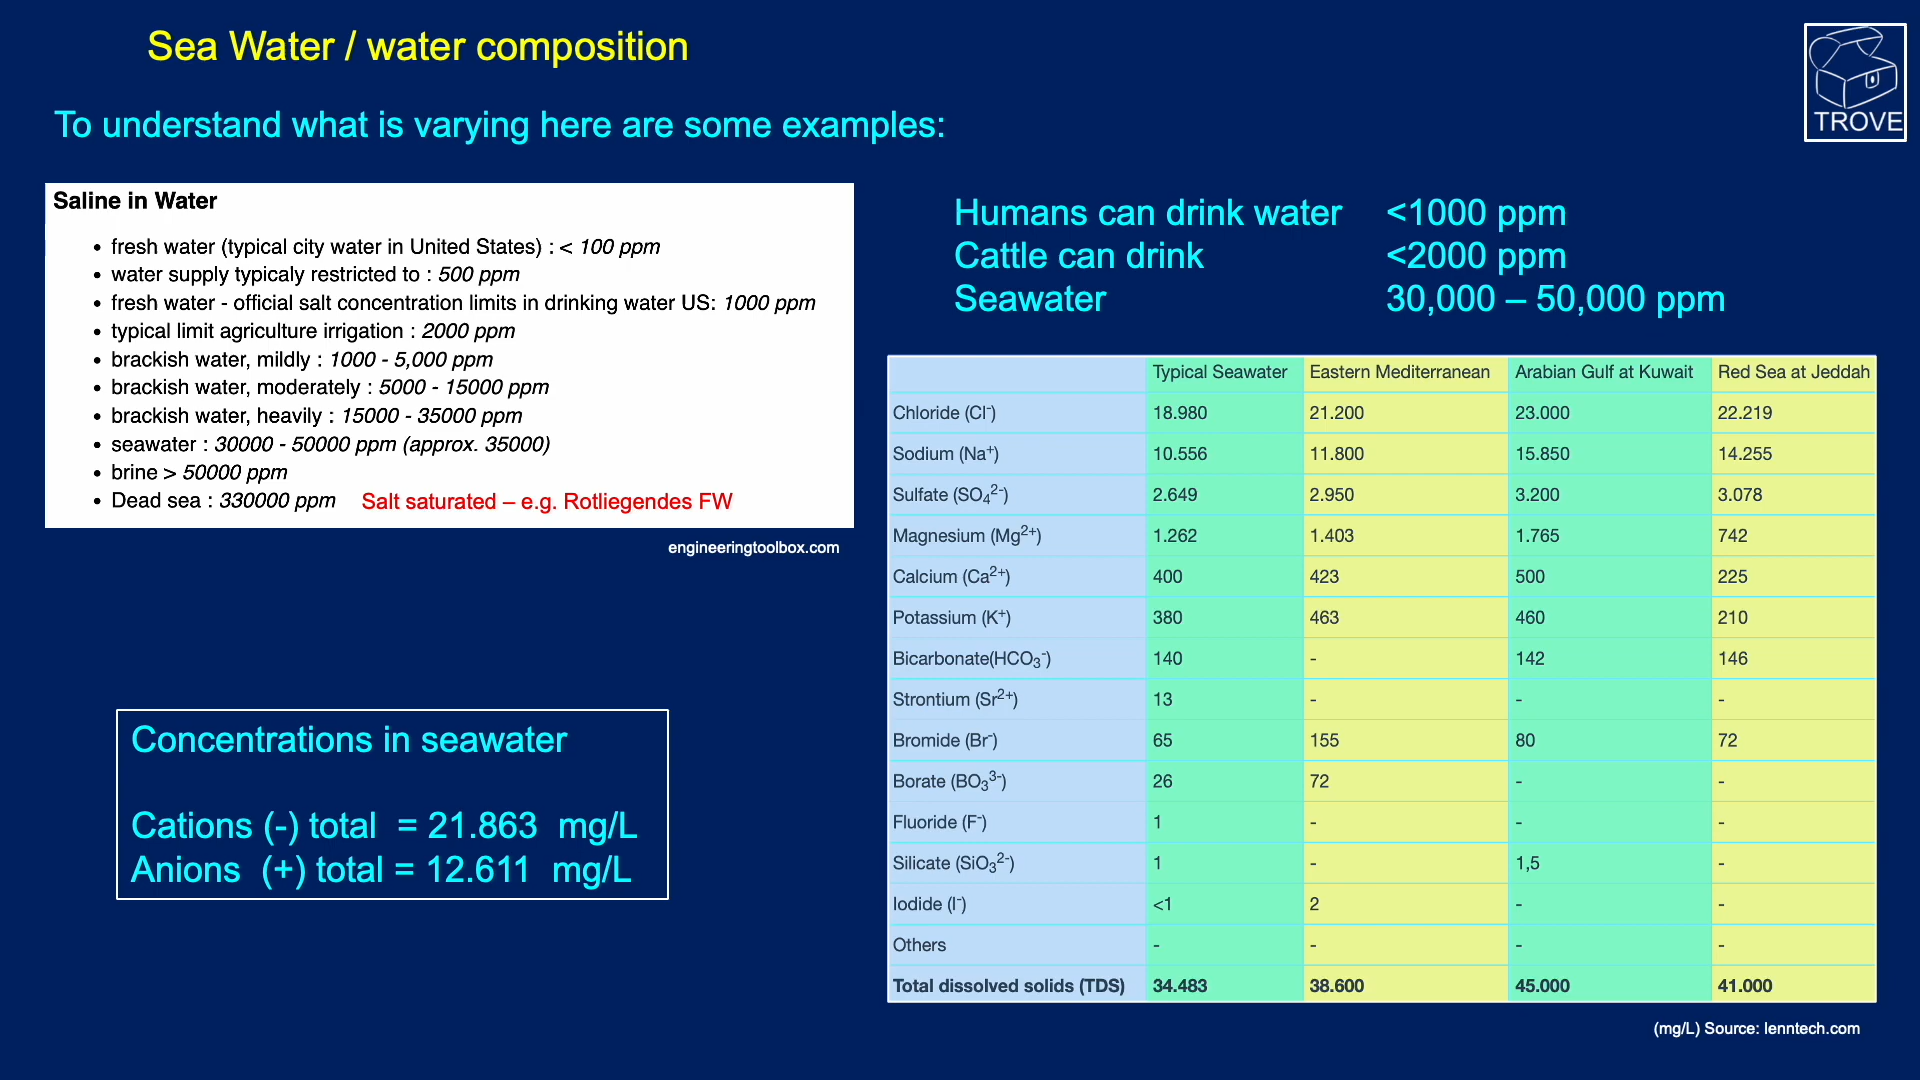 Sea Water / water composition
TROVE
To understand what is varying here are some examples:
Saline in Water
• fresh water (typical city water in United States) : < 100 ppm
• water supply typicaly restricted to : 500 ppm
• fresh water - official salt concentration limits in drinking water US: 1000 ppm
• typical limit agriculture irrigation : 2000 ppm
• brackish water, mildly : 1000 - 5,000 ppm
• brackish water, moderately : 5000 - 15000 ppm
• brackish water, heavily : 15000 - 35000 ppm
• seawater : 30000 - 50000 ppm (approx. 35000)
• brine > 50000 ppm
• Dead sea : 330000 ppm Salt saturated – e.g. Rotliegendes FW
engineeringtoolbox.com
Humans can drink water <1000 ppm
Cattle can drink <2000 ppm
Seawater 30,000 – 50,000 ppm
Typical Seawater Eastern Mediterranean Arabian Gulf at Kuwait Red Sea at Jeddah
Chloride (Cl⁻) 18.980 21.200 23.000 22.219
Sodium (Na⁺) 10.556 11.800 15.850 14.255
Sulfate (SO₄²⁻) 2.649 2.950 3.200 3.078
Magnesium (Mg²⁺) 1.262 1.403 1.765 742
Calcium (Ca²⁺) 400 423 500 225
Potassium (K⁺) 380 463 460 210
Bicarbonate(HCO₃⁻) 140 - 142 146
Strontium (Sr²⁺) 13 - - -
Bromide (Br⁻) 65 155 80 72
Borate (BO₃³⁻) 26 72 - -
Fluoride (F⁻) 1 - - -
Silicate (SiO₃²⁻) 1 - 1,5 -
Iodide (I⁻) <1 2 - -
Others - - - -
Total dissolved solids (TDS) 34.483 38.600 45.000 41.000
(mg/L) Source: lenntech.com
Concentrations in seawater
Cations (-) total = 21.863 mg/L
Anions (+) total = 12.611 mg/L